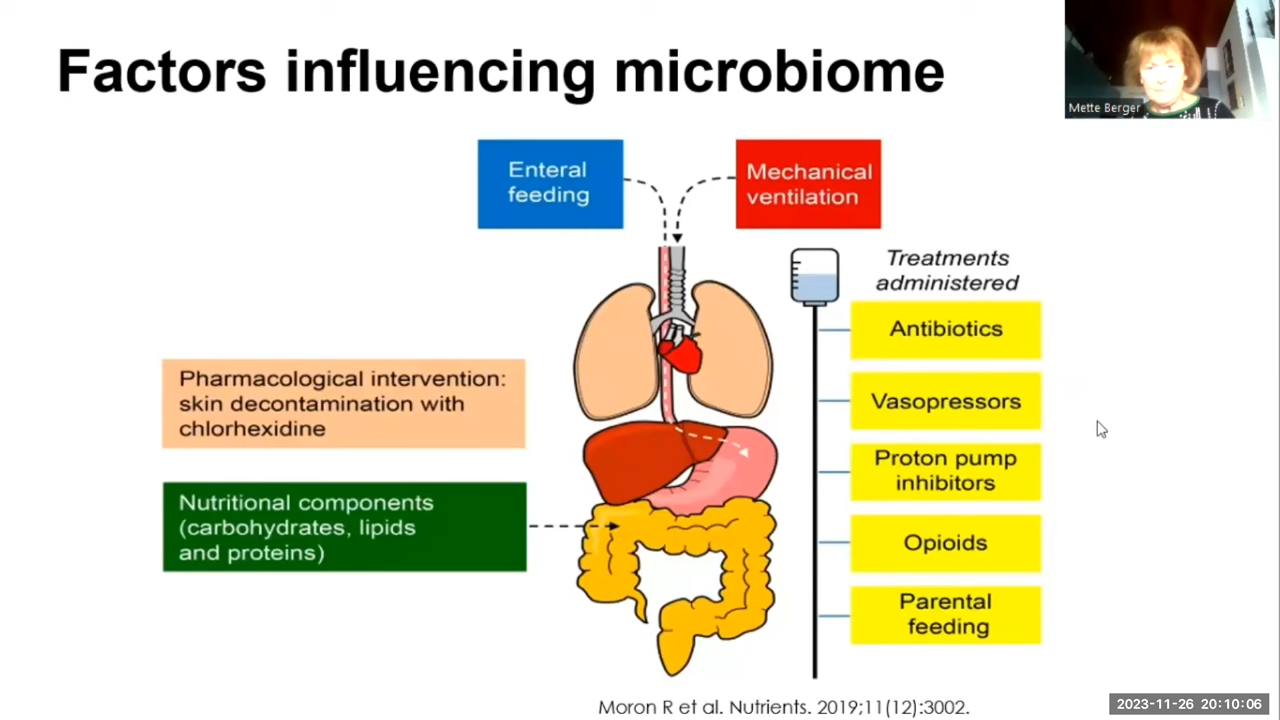 Factors influencing microbiome
Mette Berger
Enteral
feeding
Mechanical
ventilation
Treatments
administered
Antibiotics
Vasopressors
Proton pump
inhibitors
Opioids
Parental
feeding
Pharmacological intervention:
skin decontamination with
chlorhexidine
Nutritional components
(carbohydrates, lipids
and proteins)
Moron R et al. Nutrients. 2019;11(12):3002.
2023-11-26 20:10:06